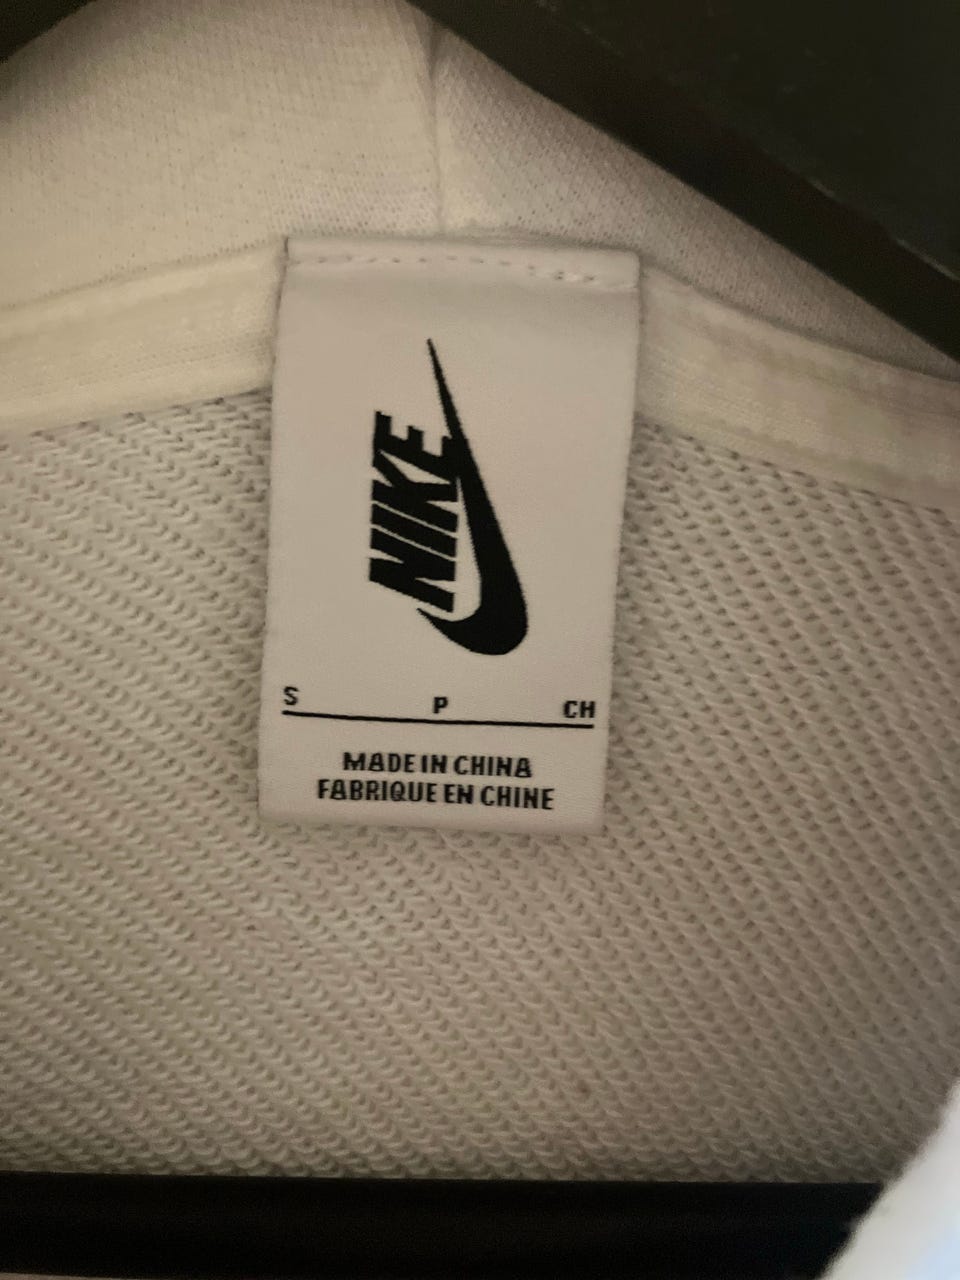 NIKE
S P CH
MADE IN CHINA
FABRIQUE EN CHINE